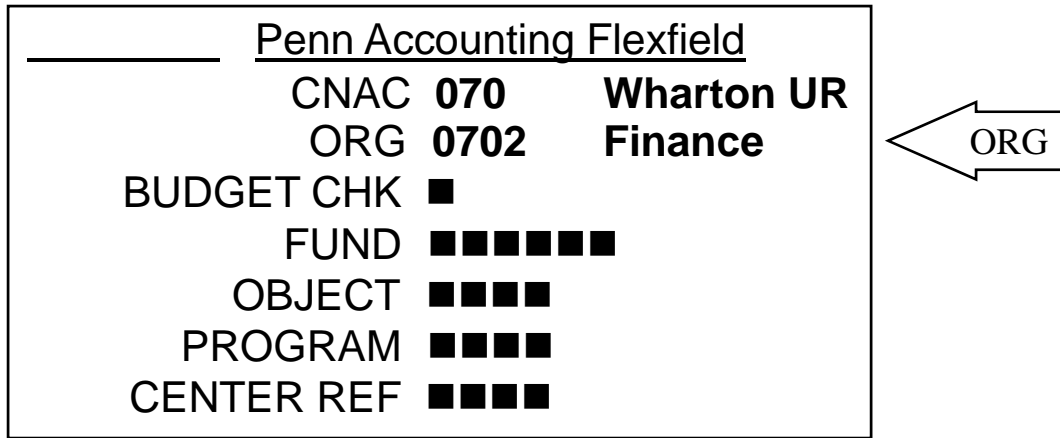 Penn Accounting Flexfield
CNAC 070 Wharton UR
ORG 0702 Finance
ORG
BUDGET CHK ■
FUND ■■■■■■
OBJECT ■■■■
PROGRAM ■■■■
CENTER REF ■■■■